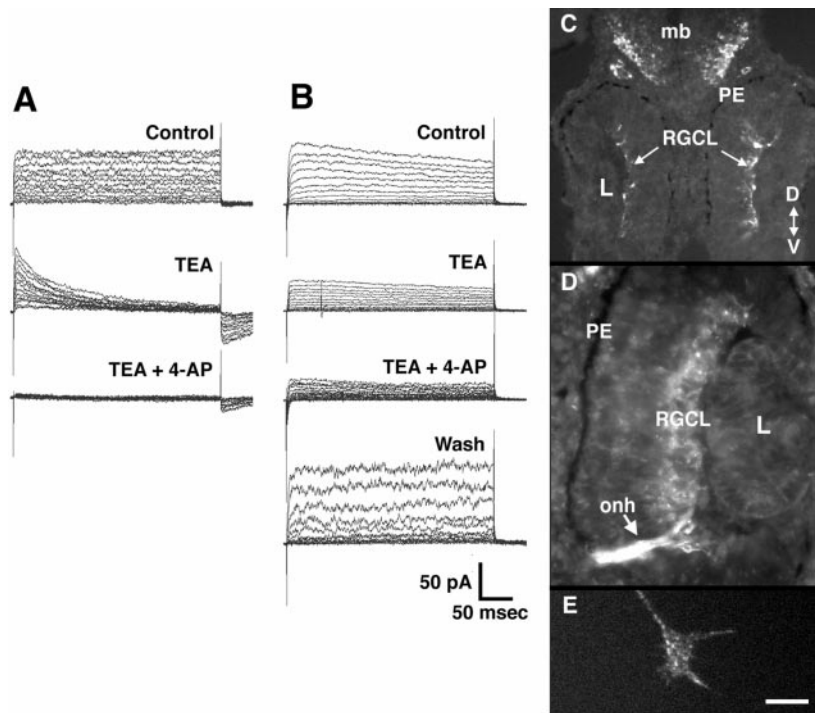 A
Control
TEA
TEA + 4-AP
B
Control
TEA
TEA + 4-AP
Wash
50 pA
50 msec
C
mb
PE
RGCL
L
D
V
D
PE
RGCL
L
onh
E